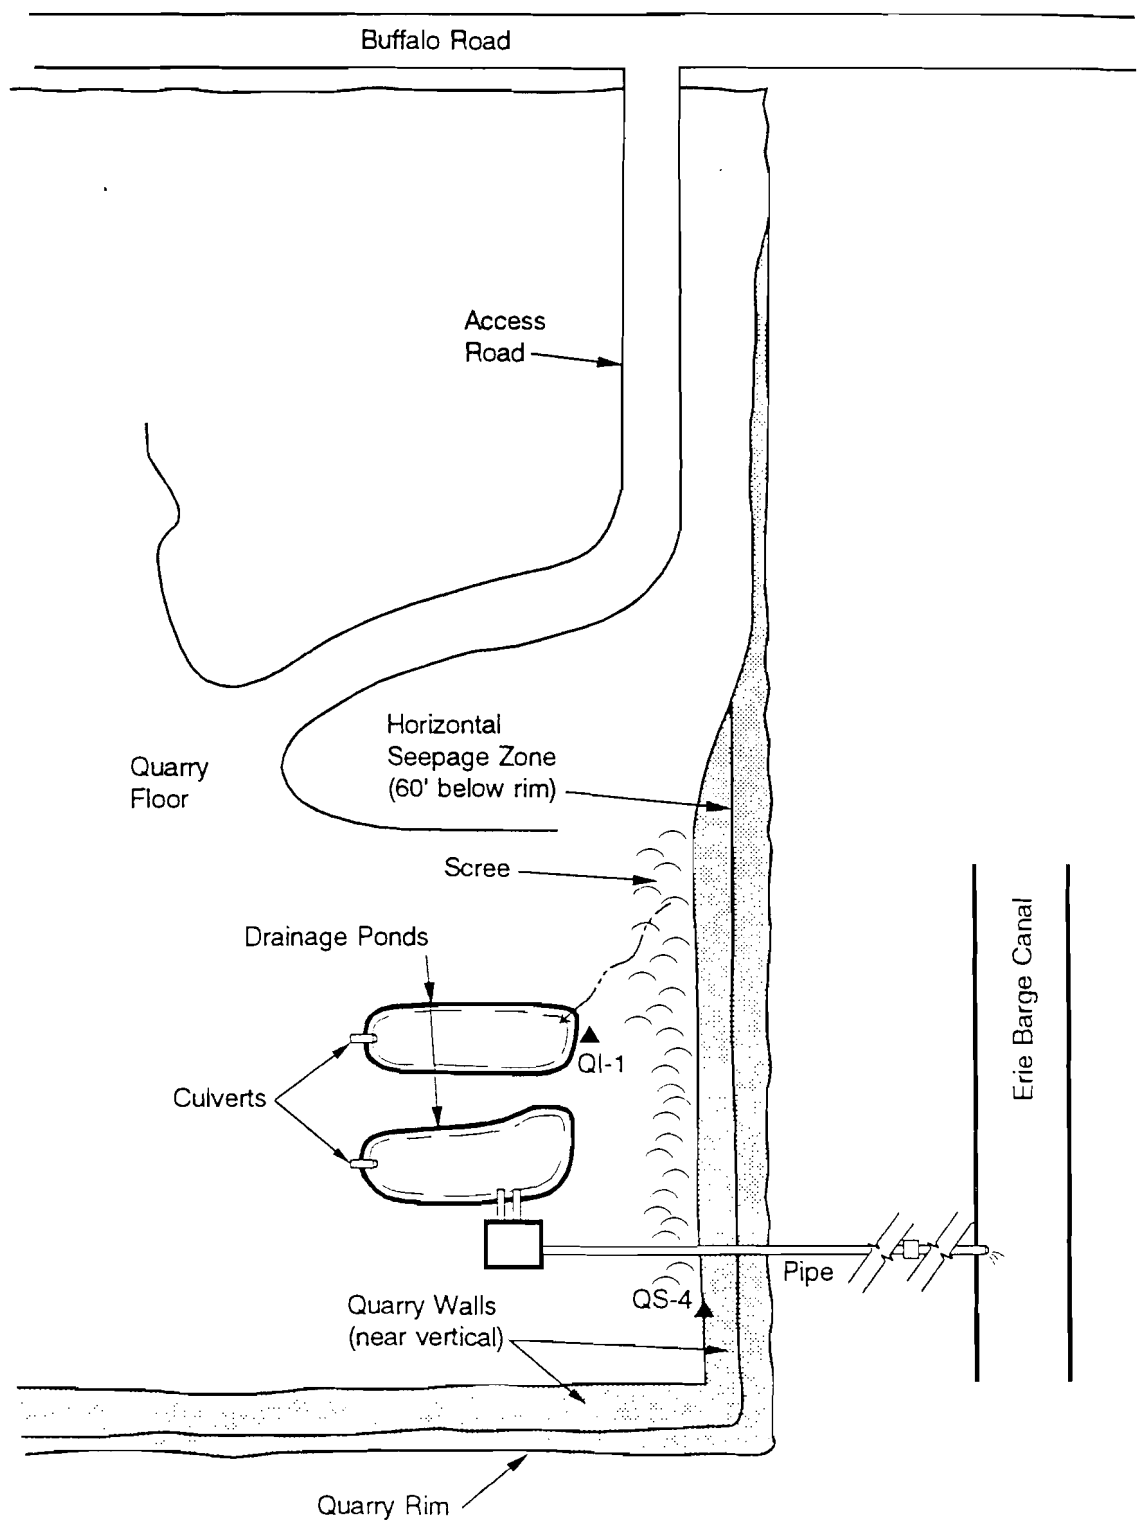 Buffalo Road
Access
Road
Horizontal
Seepage Zone
(60' below rim)
Quarry
Floor
Scree
Drainage Ponds
Erie Barge Canal
QI-1
Culverts
Pipe
QS-4
Quarry Walls
(near vertical)
Quarry Rim